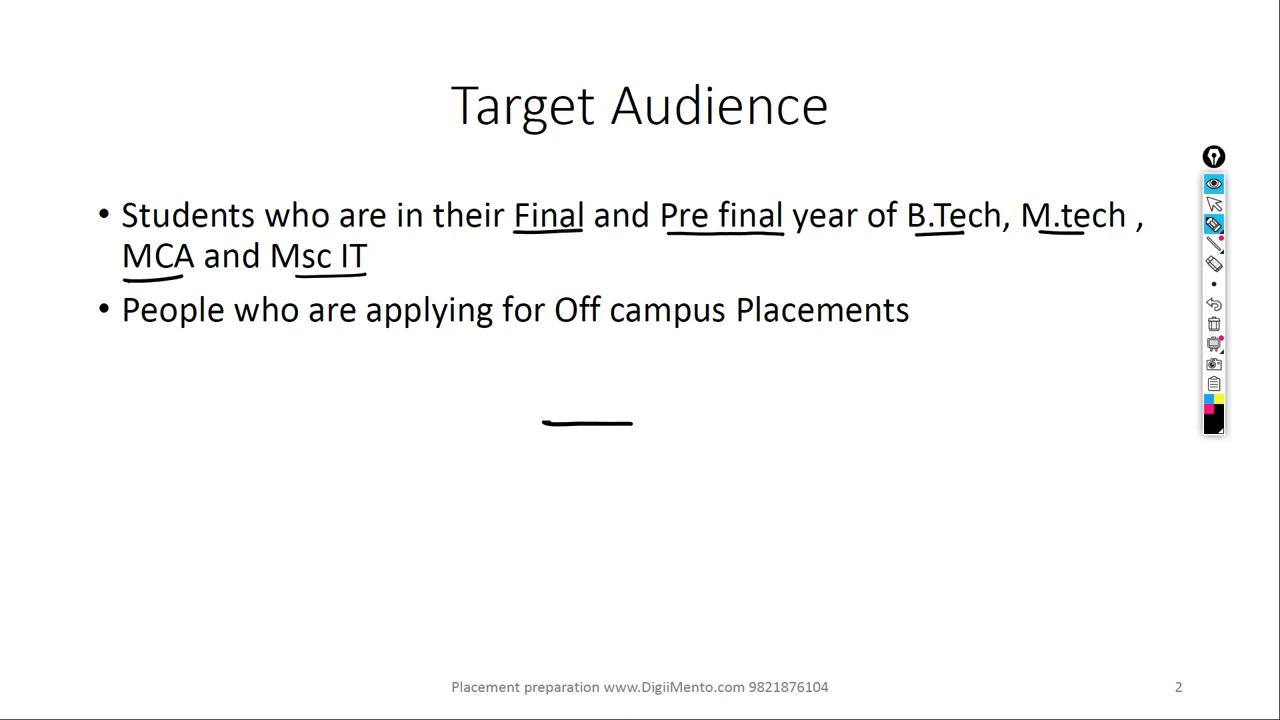 Target Audience
• Students who are in their Final and Pre final year of B.Tech, M.tech ,
MCA and Msc IT
• People who are applying for Off campus Placements
Placement preparation www.DigiiMento.com 9821876104
2